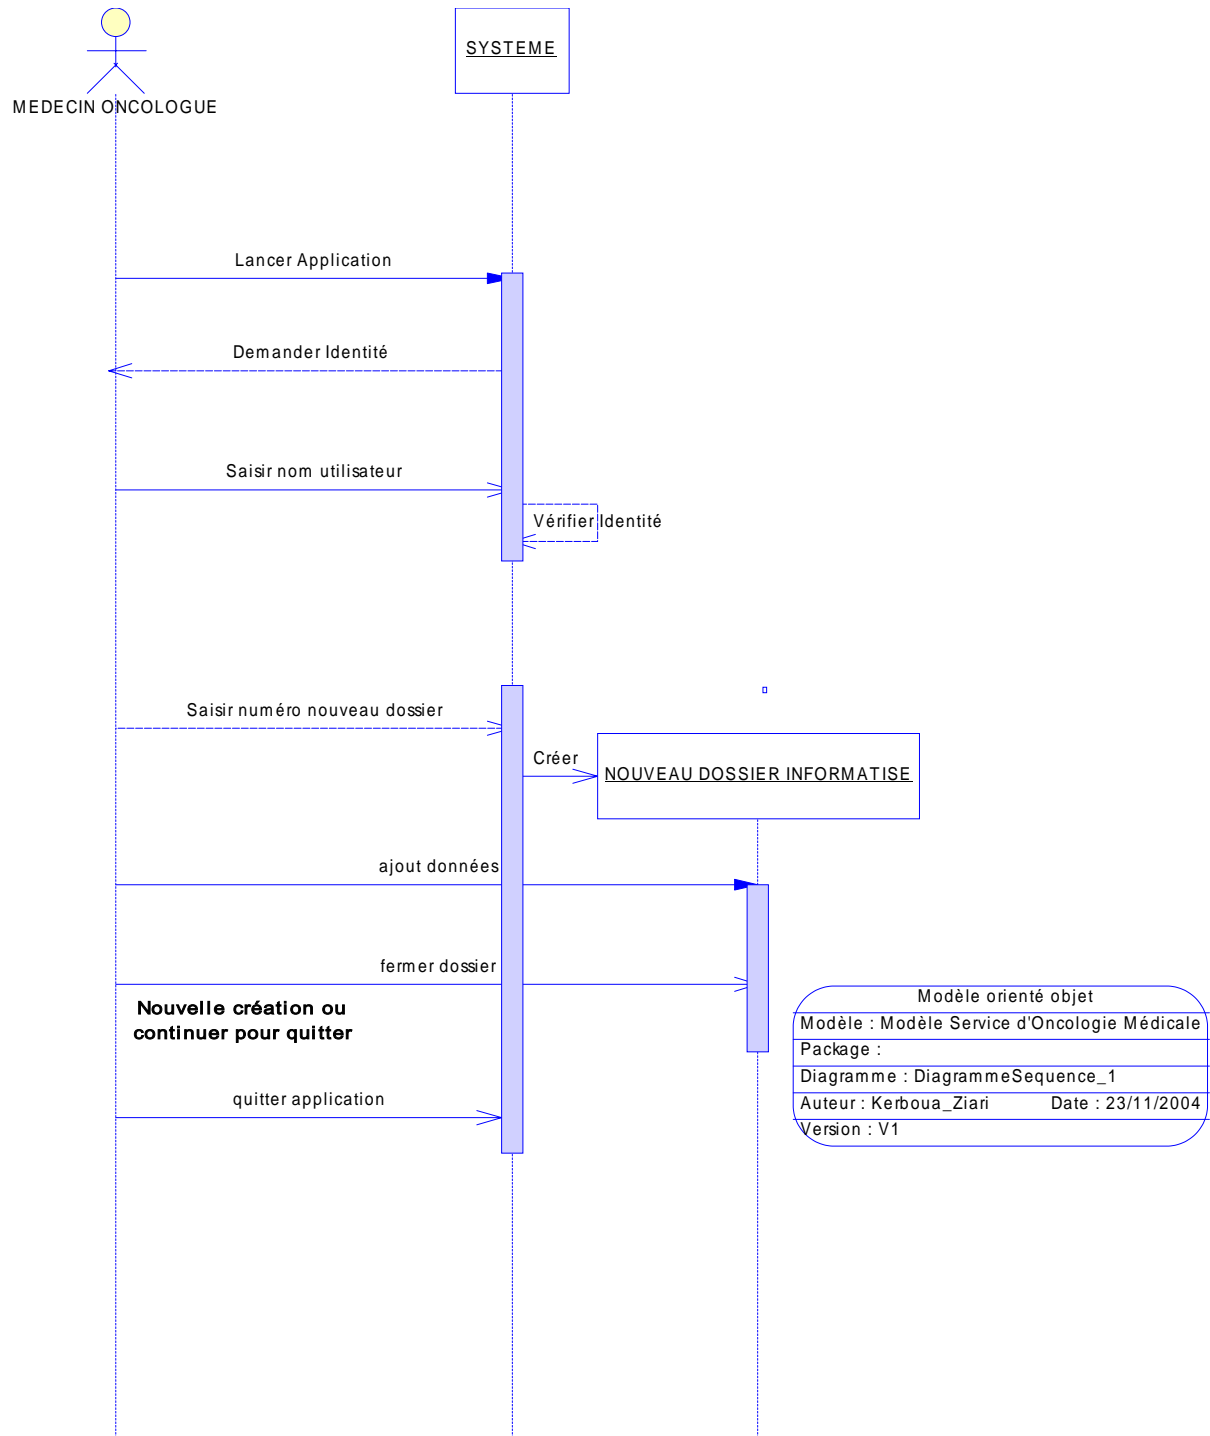 SYSTEME
MEDECIN ONCOLOGUE
Lancer Application
Demander Identité
Saisir nom utilisateur
Vérifier Identité
Saisir numéro nouveau dossier
Créer
NOUVEAU DOSSIER INFORMATISE
ajout données
fermer dossier
Nouvelle création ou
continuer pour quitter
quitter application
Modèle orienté objet
Modèle : Modèle Service d'Oncologie Médicale
Package :
Diagramme : DiagrammeSequence_1
Auteur : Kerboua_Ziari Date : 23/11/2004
Version : V1